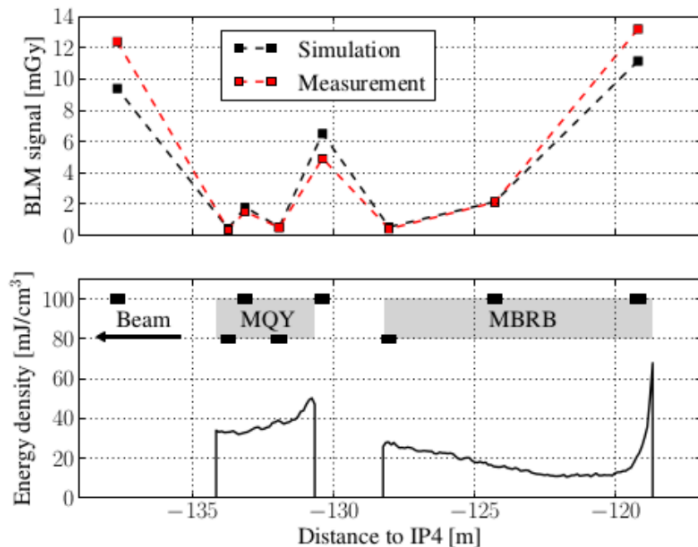 14
12
10
8
6
4
2
0
BLM signal [mGy]
Simulation
Measurement
100
80
60
40
20
0
Energy density [mJ/cm³]
Beam
MQY
MBRB
−135
−130
−125
−120
Distance to IP4 [m]